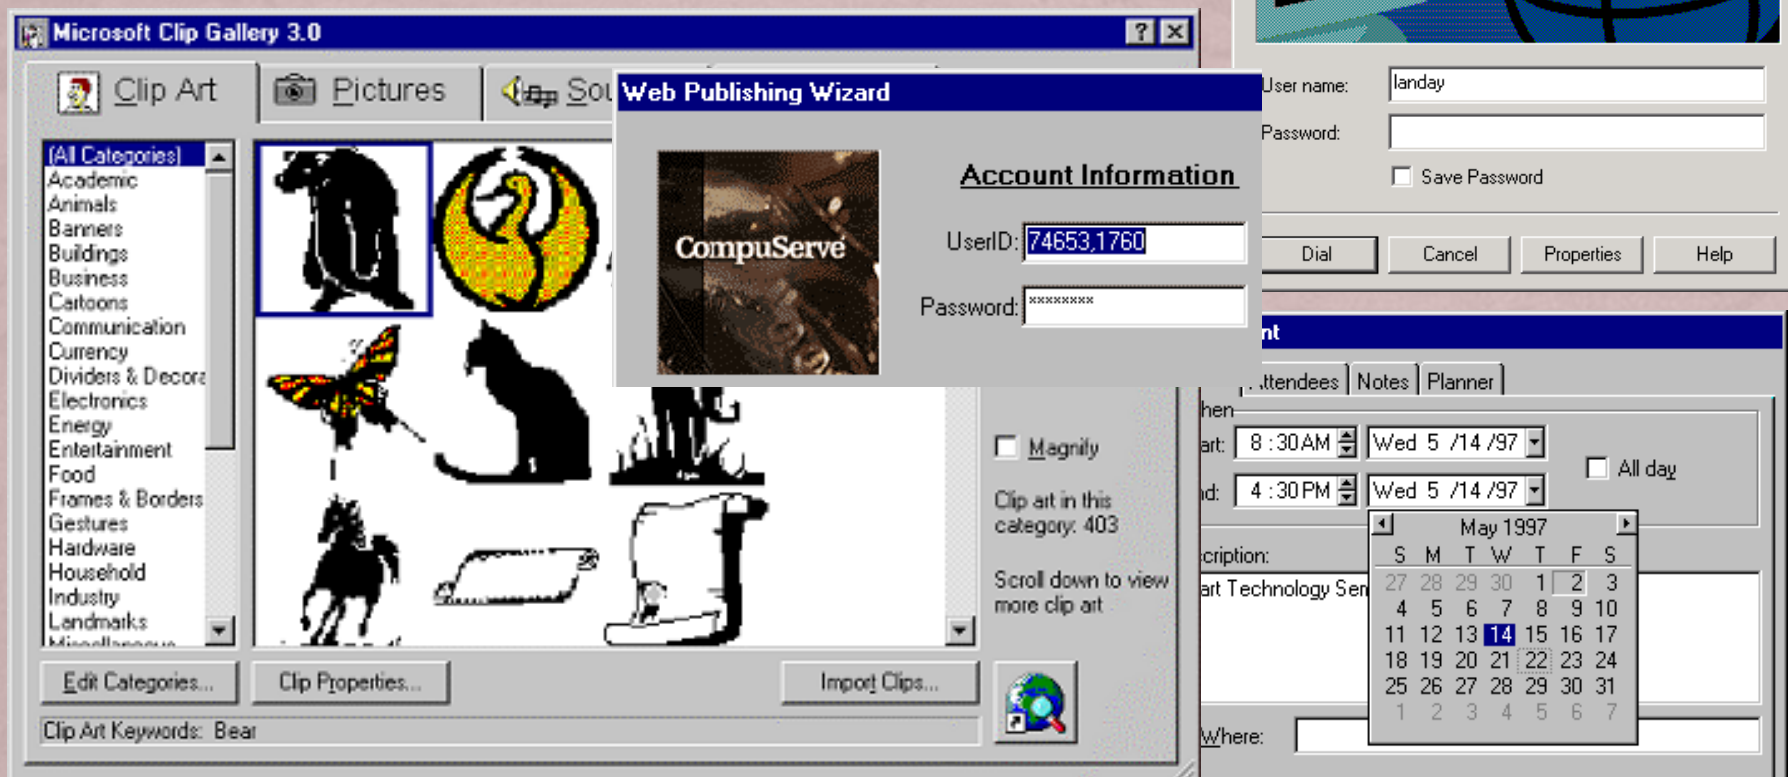 Microsoft Clip Gallery 3.0
Clip Art
Pictures
Sou
(All Categories)
Academic
Animals
Banners
Buildings
Business
Cartoons
Communication
Currency
Dividers & Decora
Electronics
Energy
Entertainment
Food
Frames & Borders
Gestures
Hardware
Household
Industry
Landmarks
Miscellaneous
Magnify
Clip art in this
category: 403
Scroll down to view
more clip art
Edit Categories...
Clip Properties...
Import Clips...
Clip Art Keywords: Bear
Web Publishing Wizard
CompuServe
Account Information
UserID: 74653,1760
Password: ********
User name: landay
Password:
Save Password
Dial
Cancel
Properties
Help
nt
Attendees
Notes
Planner
hen
art: 8 :30AM Wed 5 /14 /97
All day
nd: 4 :30PM Wed 5 /14 /97
May 1997
S M T W T F S
27 28 29 30 1 2 3
4 5 6 7 8 9 10
11 12 13 14 15 16 17
18 19 20 21 22 23 24
25 26 27 28 29 30 31
1 2 3 4 5 6 7
cription:
art Technology Sen
Where: